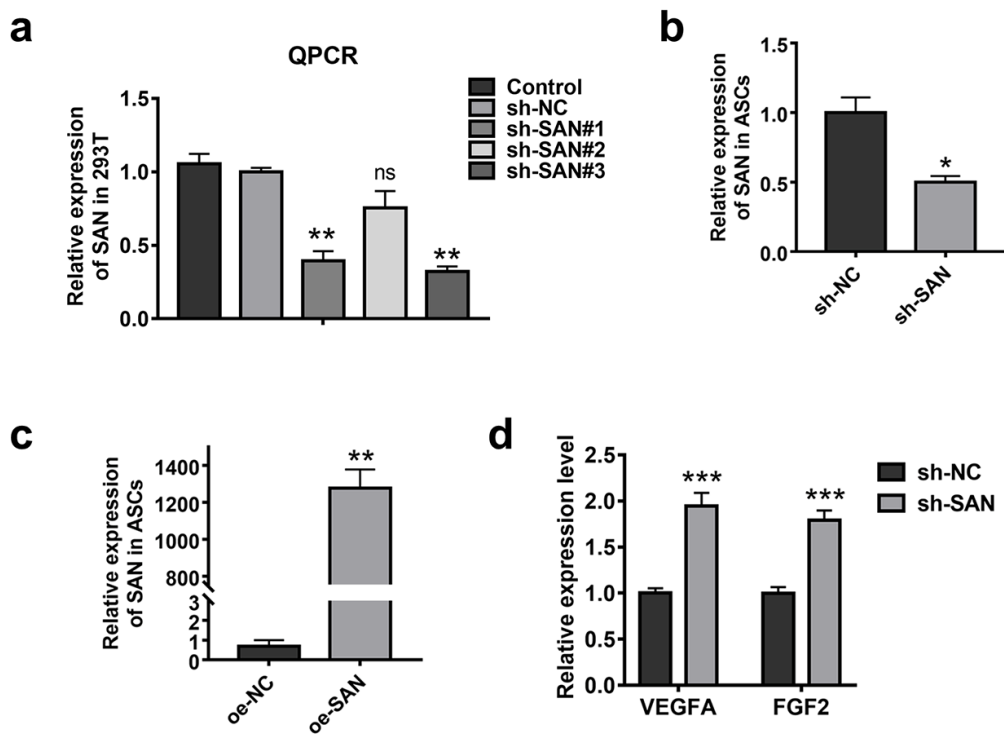 a
QPCR
Relative expression
of SAN in 293T
1.5
1.0
0.5
0.0
**
ns
**
Control
sh-NC
sh-SAN#1
sh-SAN#2
sh-SAN#3
b
Relative expression
of SAN in ASCs
1.5
1.0
0.5
0.0
*
sh-NC
sh-SAN
c
Relative expression
of SAN in ASCs
1400
1200
1000
800
3
2
1
0
**
oe-NC
oe-SAN
d
Relative expression level
2.5
2.0
1.5
1.0
0.5
0.0
***
***
VEGFA
FGF2
sh-NC
sh-SAN